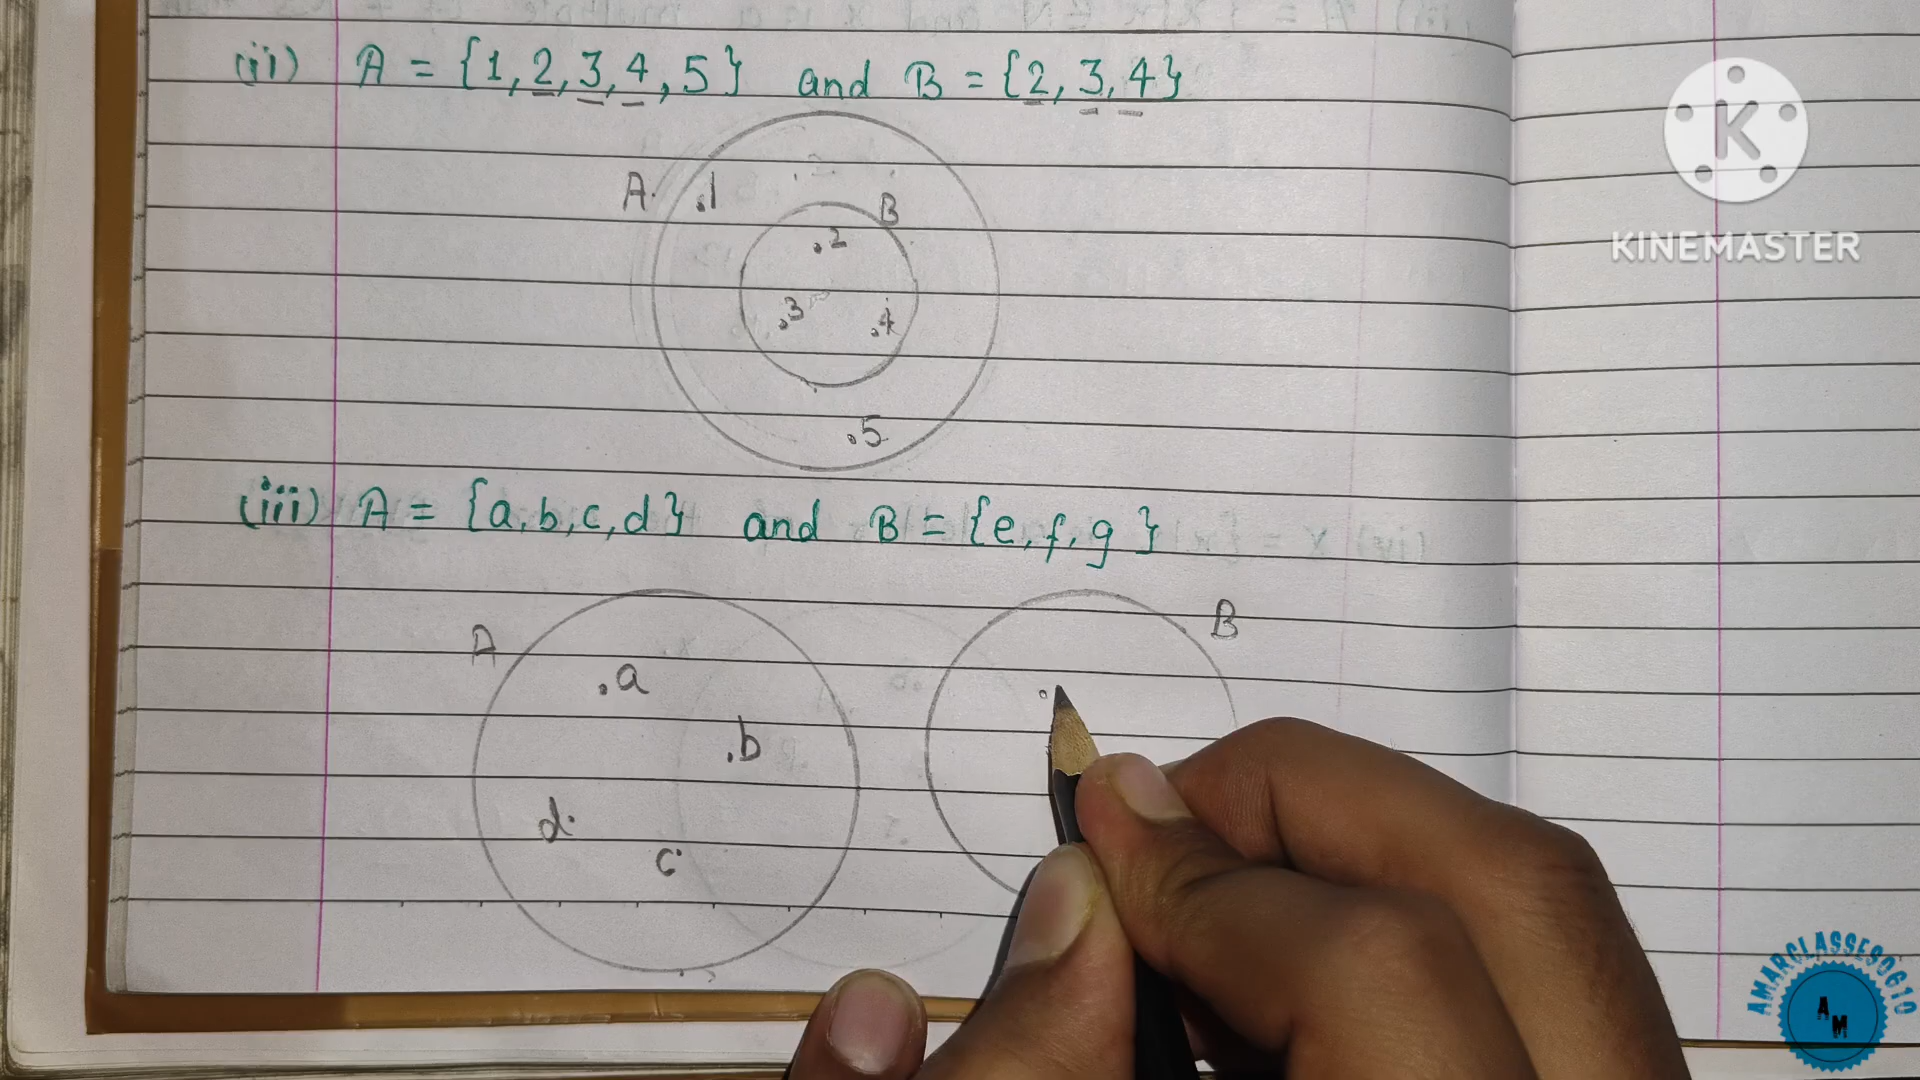 (ii) A = {1, 2, 3, 4, 5} and B = {2, 3, 4}
A .1 B
.2
.3 .4
.5
(iii) A = {a, b, c, d} and B = {e, f, g}
A B
.a
.b
d.
c.
K
KINEMASTER
AMARCLASSES0610
A M